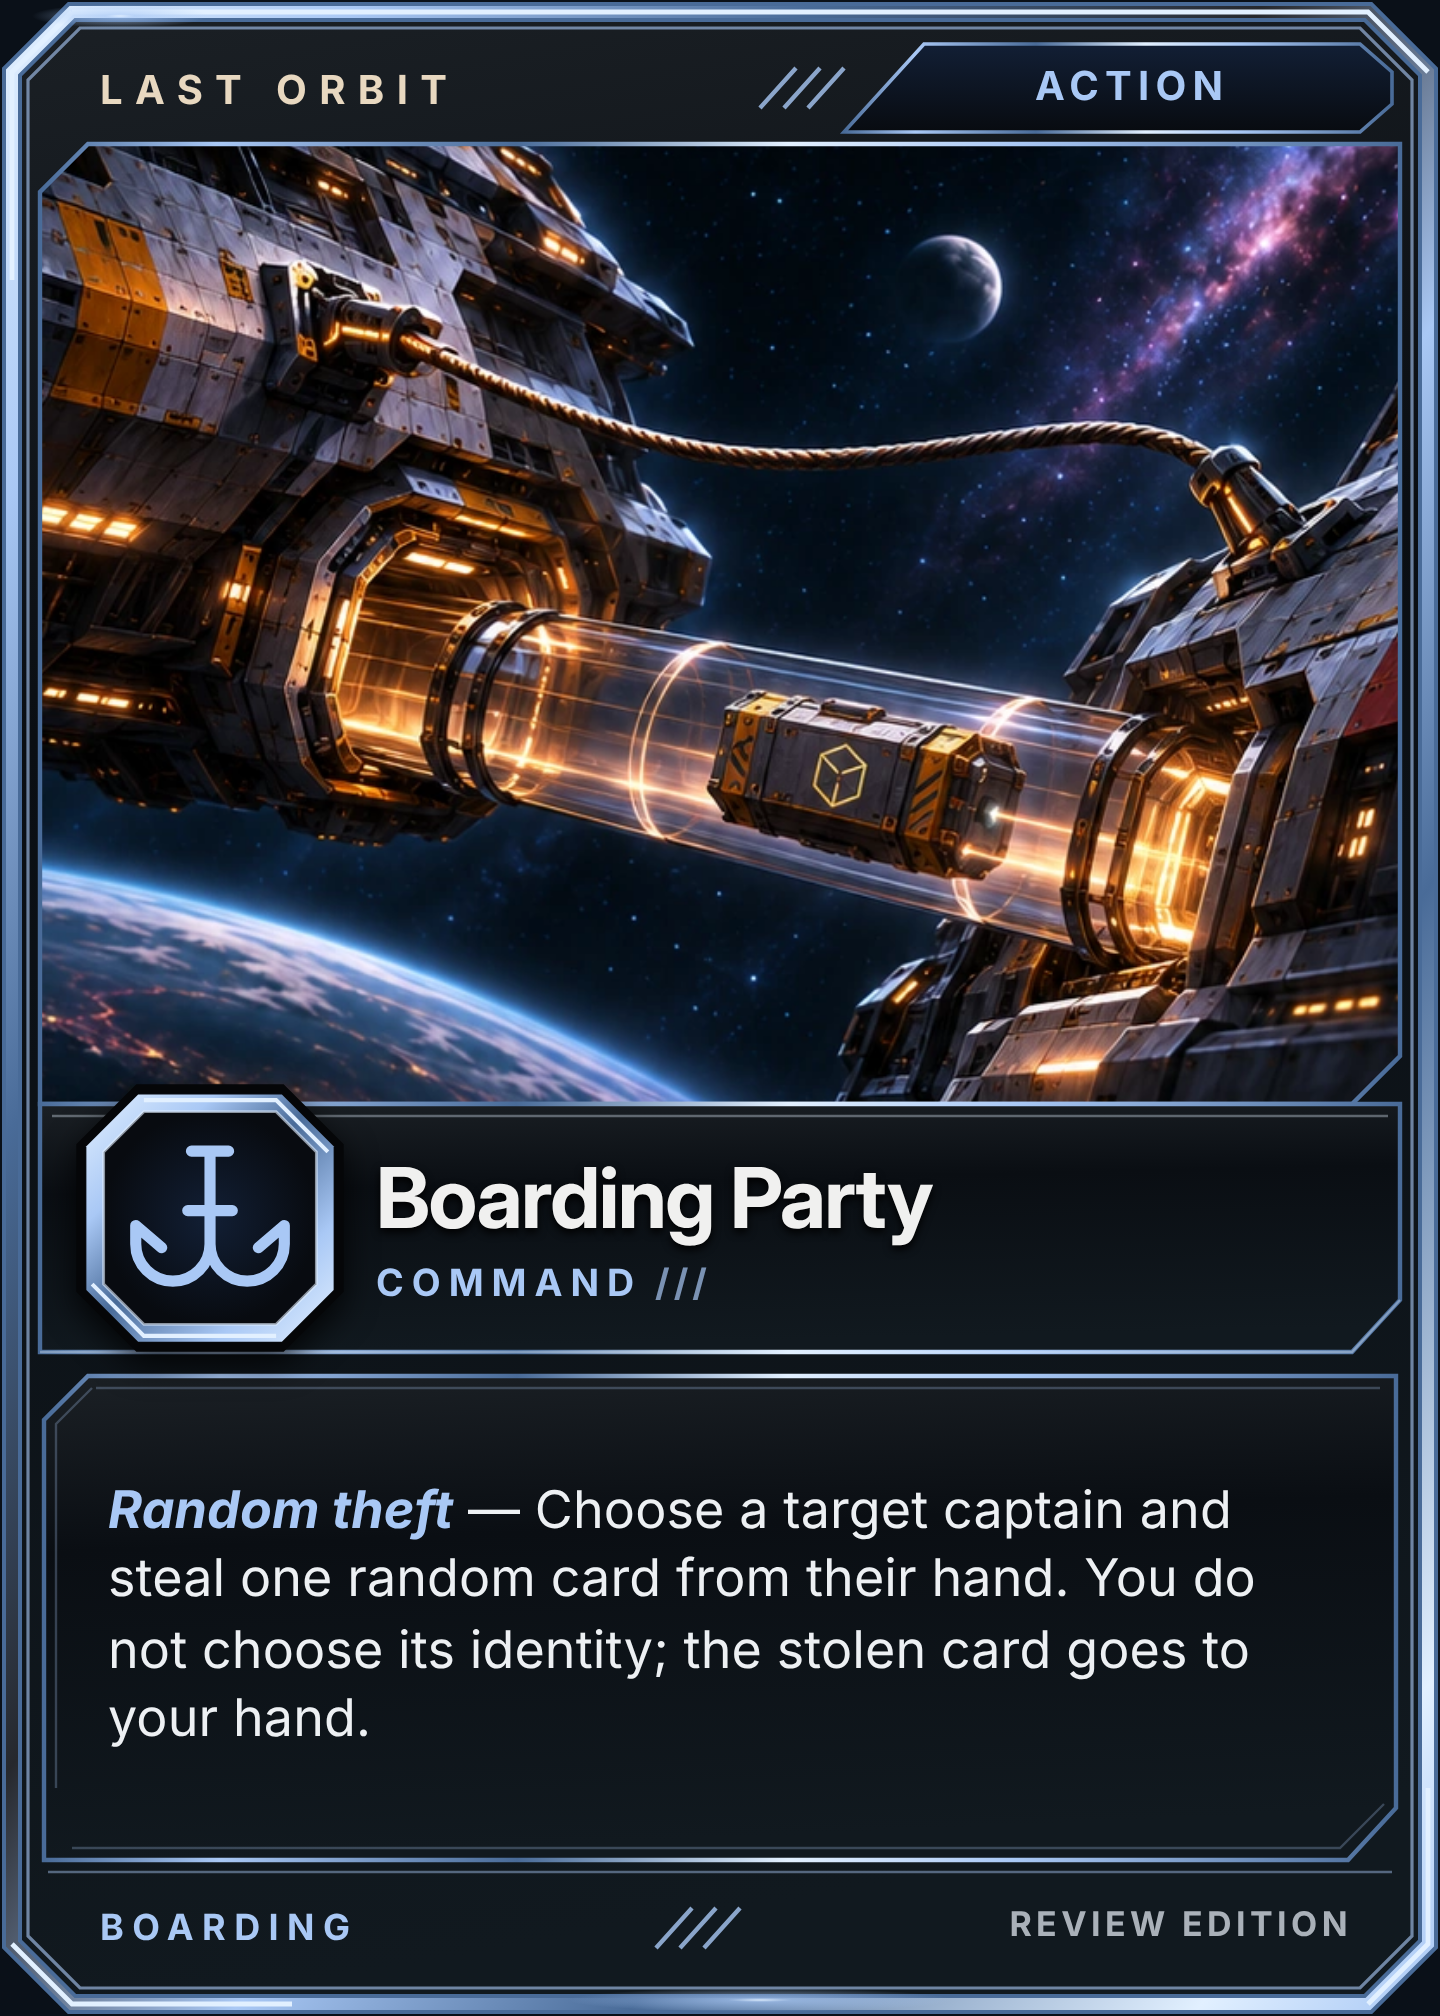 LAST ORBIT
ACTION
Boarding Party
COMMAND ///
Random theft — Choose a target captain and
steal one random card from their hand. You do
not choose its identity; the stolen card goes to
your hand.
BOARDING
REVIEW EDITION